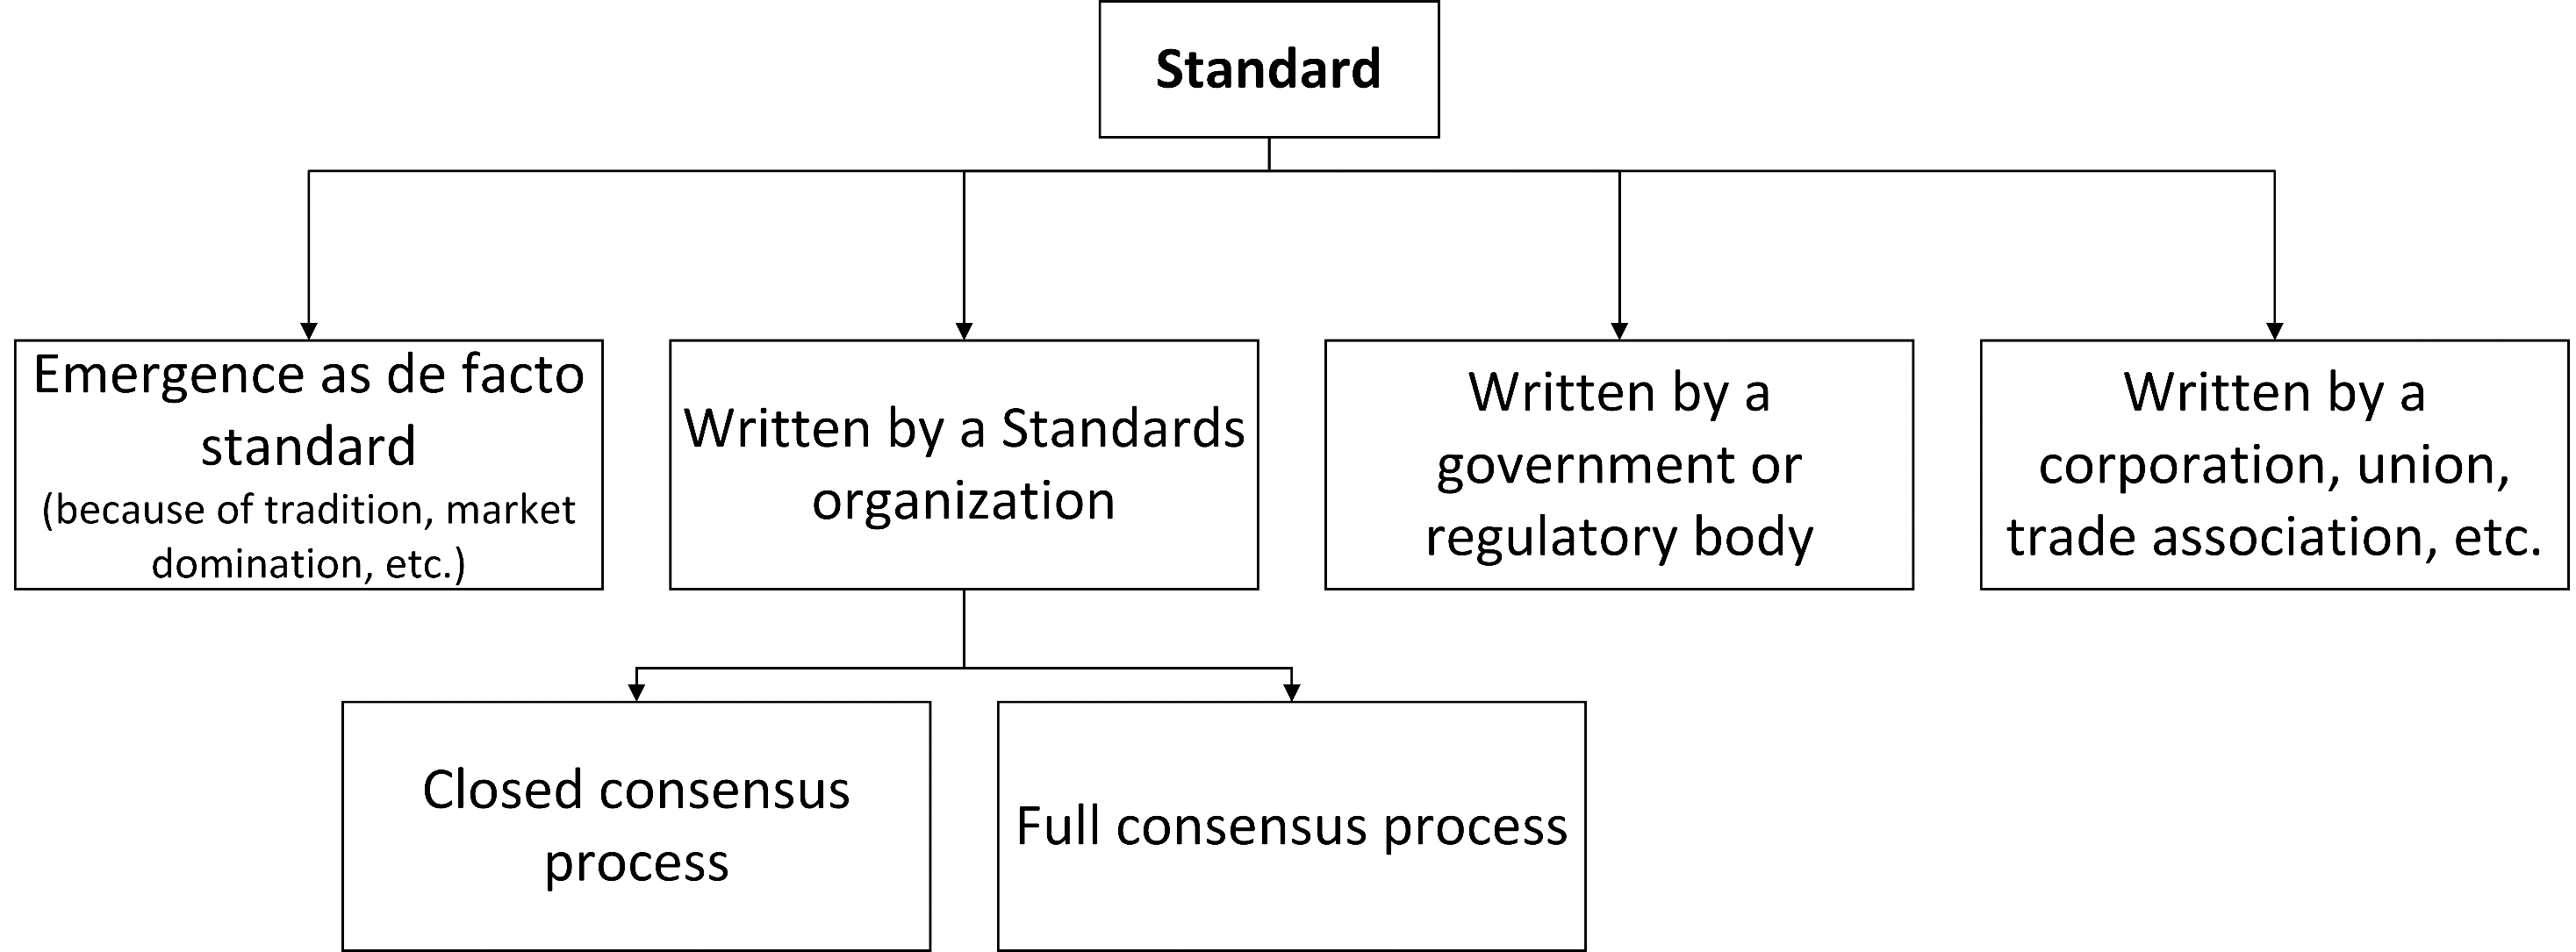 Standard
Emergence as de facto
standard
(because of tradition, market
domination, etc.)
Written by a Standards
organization
Written by a
government or
regulatory body
Written by a
corporation, union,
trade association, etc.
Closed consensus
process
Full consensus process